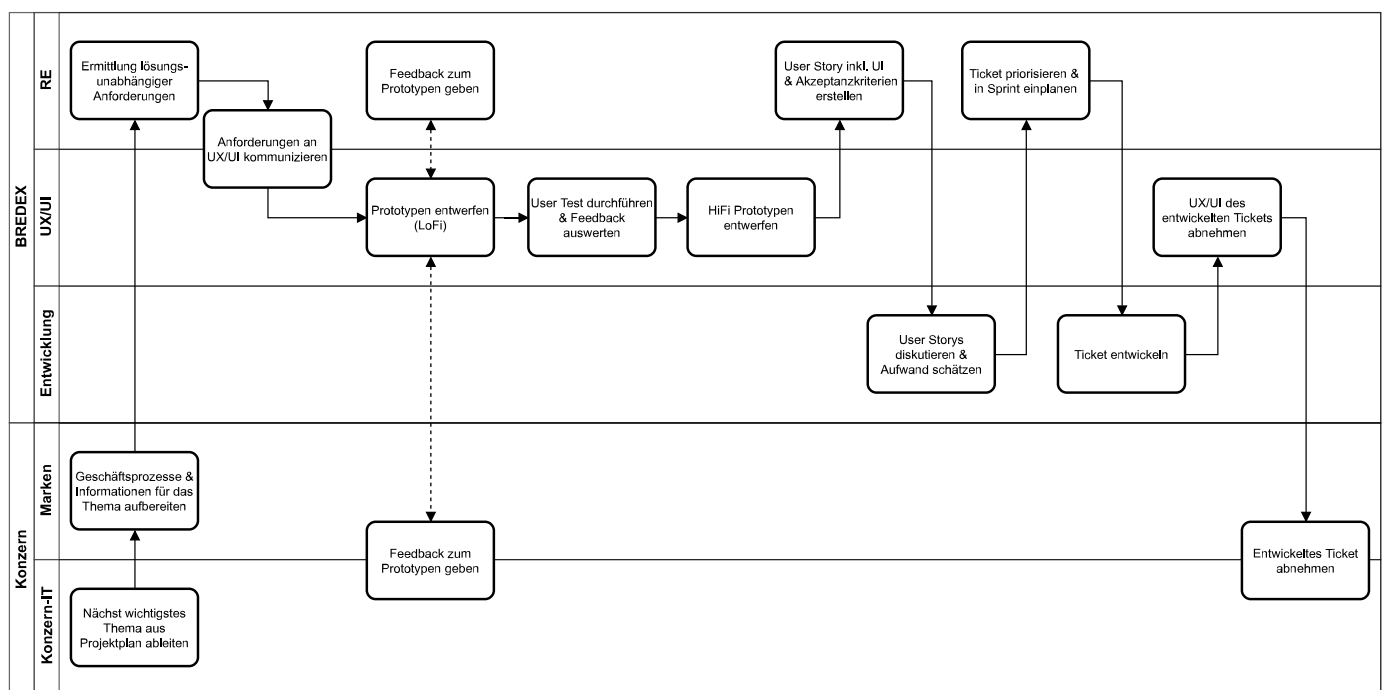 BREDEX
RE
Ermittlung lösungs-
unabhängiger
Anforderungen
Anforderungen an
UX/UI kommunizieren
Feedback zum
Prototypen geben
User Story inkl. UI
& Akzeptanzkriterien
erstellen
Ticket priorisieren &
in Sprint einplanen
UX/UI
Prototypen entwerfen
(LoFi)
User Test durchführen
& Feedback
auswerten
HiFi Prototypen
entwerfen
UX/UI des
entwickelten Tickets
abnehmen
Entwicklung
User Storys
diskutieren &
Aufwand schätzen
Ticket entwickeln
Konzern
Marken
Geschäftsprozesse &
Informationen für das
Thema aufbereiten
Feedback zum
Prototypen geben
Entwickeltes Ticket
abnehmen
Konzern-IT
Nächst wichtigstes
Thema aus
Projektplan ableiten